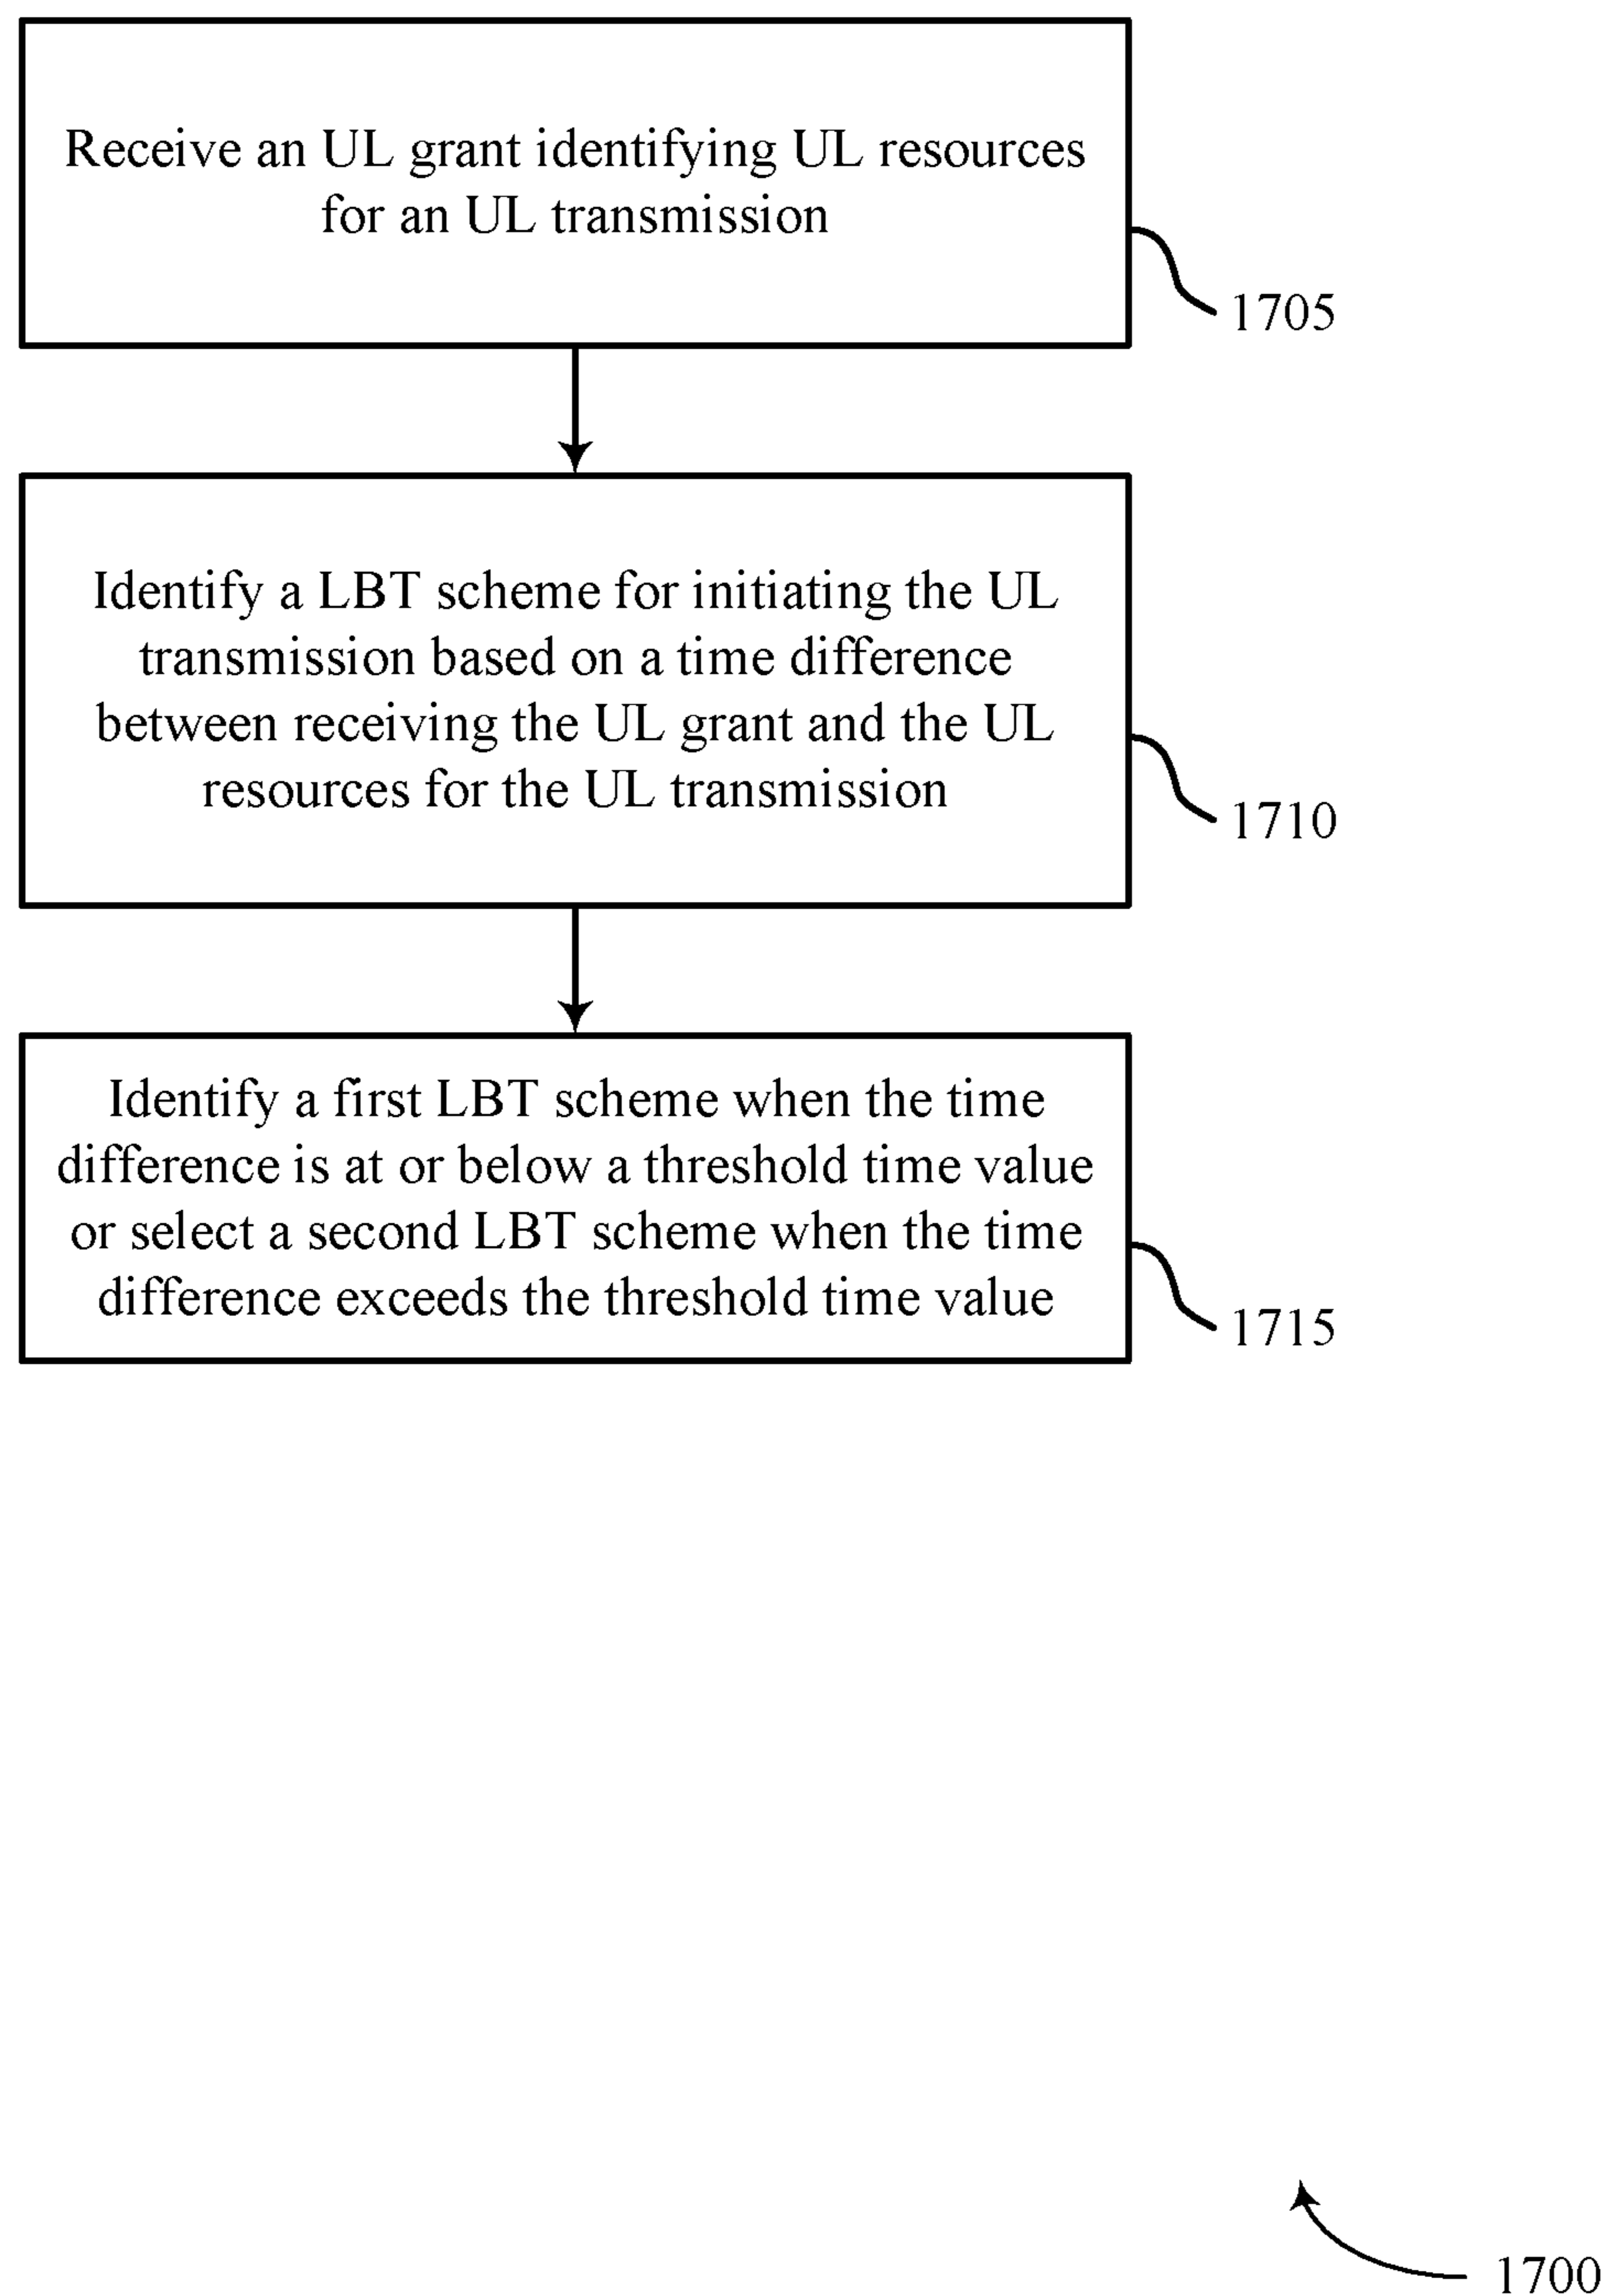 Receive an UL grant identifying UL resources
for an UL transmission
1705
Identify a LBT scheme for initiating the UL
transmission based on a time difference
between receiving the UL grant and the UL
resources for the UL transmission
1710
Identify a first LBT scheme when the time
difference is at or below a threshold time value
or select a second LBT scheme when the time
difference exceeds the threshold time value
1715
1700